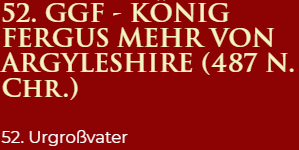 52. GGF - KÖNIG
FERGUS MEHR VON
ARGYLESHIRE (487 N.
CHR.)
52. Urgroßvater